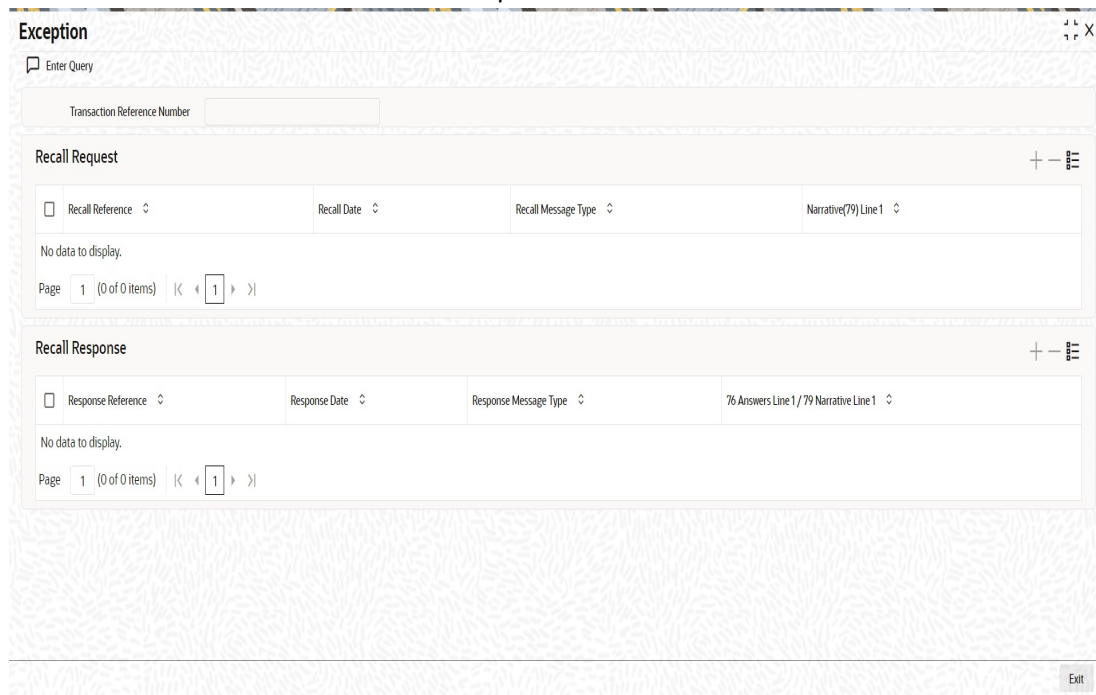 Exception
Enter Query
Transaction Reference Number
Recall Request
Recall Reference Recall Date Recall Message Type Narrative(79) Line 1
No data to display.
Page 1 (0 of 0 items) 1
Recall Response
Response Reference Response Date Response Message Type 76 Answers Line 1 / 79 Narrative Line 1
No data to display.
Page 1 (0 of 0 items) 1
Exit